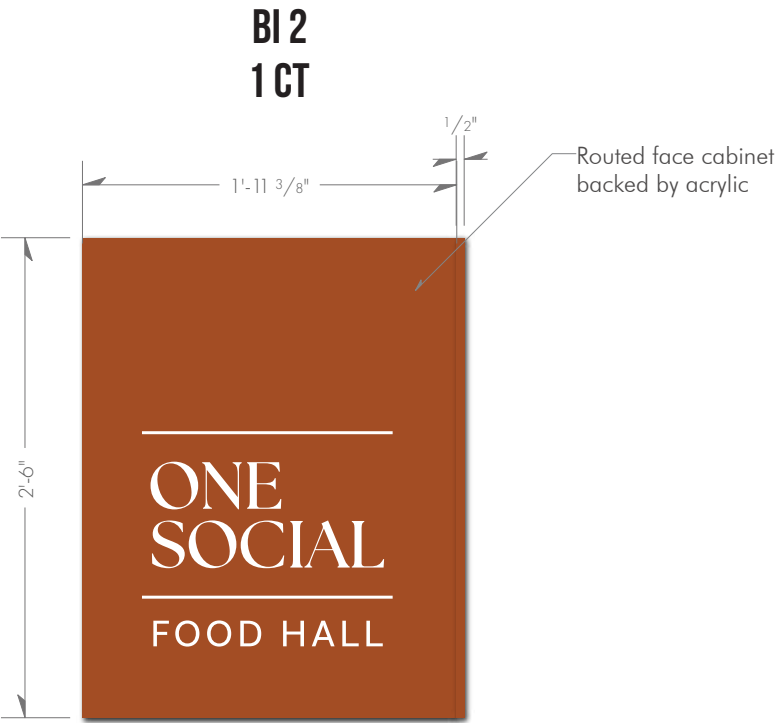 BI 2
1 CT
1/2"
Routed face cabinet
backed by acrylic
1'-11 3/8"
2'-6"
ONE
SOCIAL
FOOD HALL